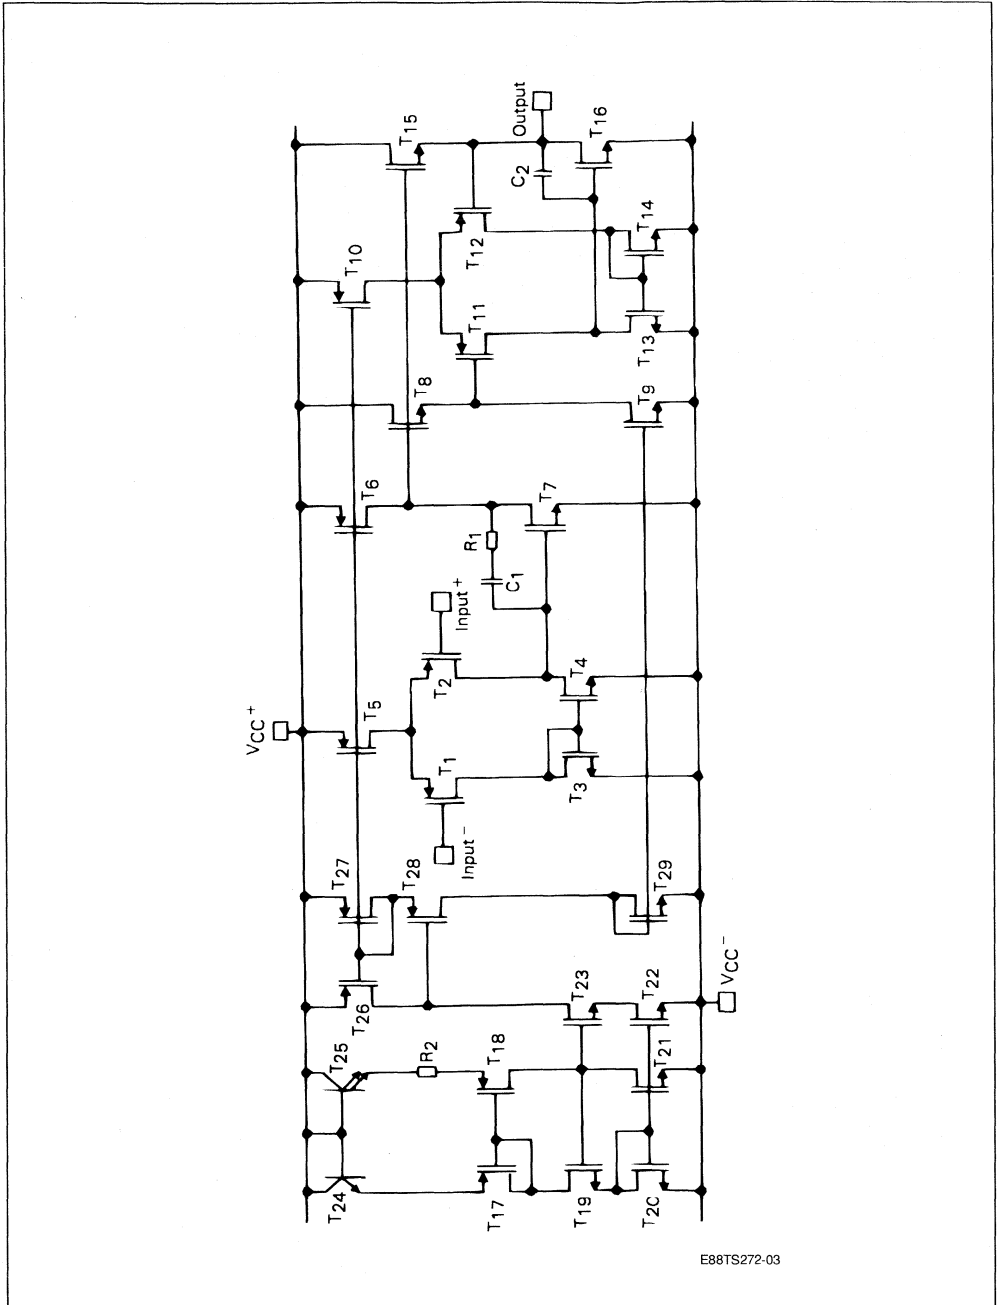 VCC+
T24
T25
T26
T27
T5
T6
T10
T15
R2
T28
T1
T2
Input-
Input+
T8
T11
T12
Output
C2
T16
T17
T18
T19
T23
T3
T4
C1
R1
T7
T13
T14
T9
T2C
T21
T22
T29
VCC-
E88TS272-03